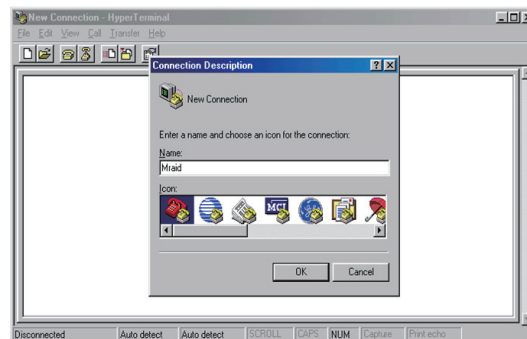 New Connection - HyperTerminal
File Edit View Call Transfer Help
Connection Description
New Connection
Enter a name and choose an icon for the connection:
Name:
Mraid
Icon:
MCI
OK Cancel
Disconnected Auto detect Auto detect SCROLL CAPS NUM Capture Print echo